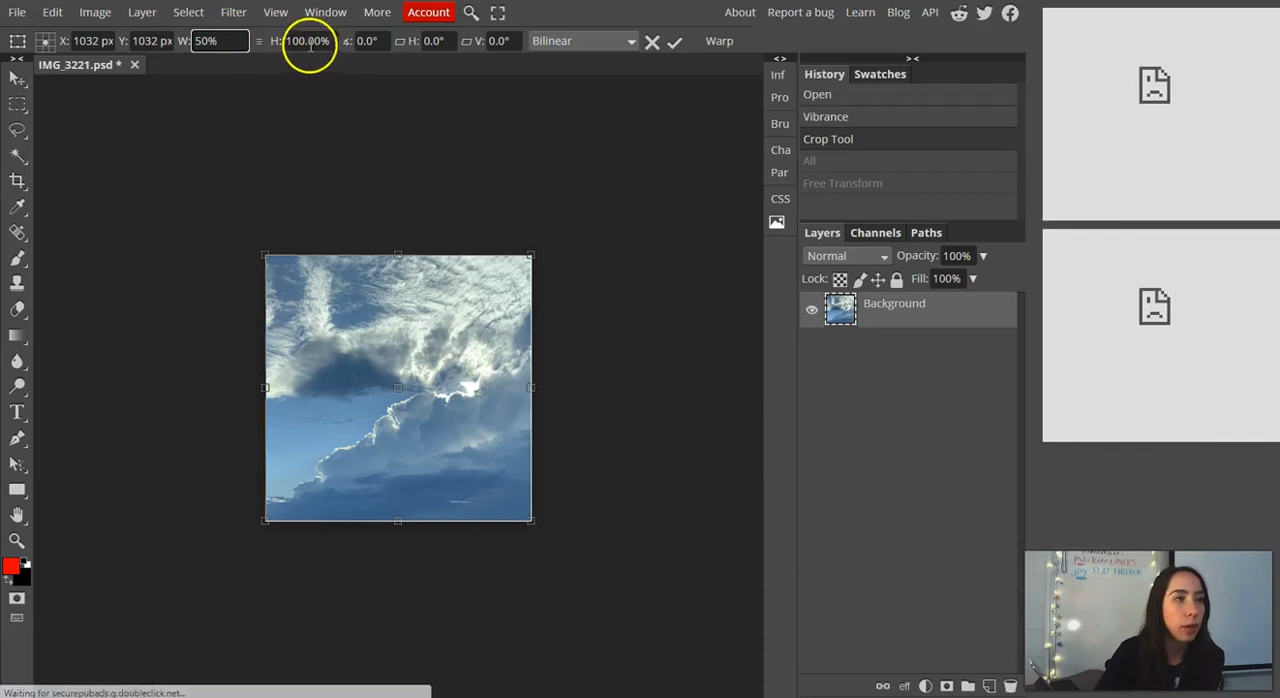 File Edit Image Layer Select Filter View Window More Account About Report a bug Learn Blog API
X: 1032 px Y: 1032 px W: 50% H: 100.00% 0.0° H: 0.0° V: 0.0° Bilinear Warp
IMG_3221.psd *
Inf
Pro
Bru
Cha
Par
CSS
History Swatches
Open
Vibrance
Crop Tool
All
Free Transform
Layers Channels Paths
Normal Opacity: 100%
Lock: Fill: 100%
Background
eff
FLAT FOREVER
Waiting for securepubads.g.doubleclick.net...